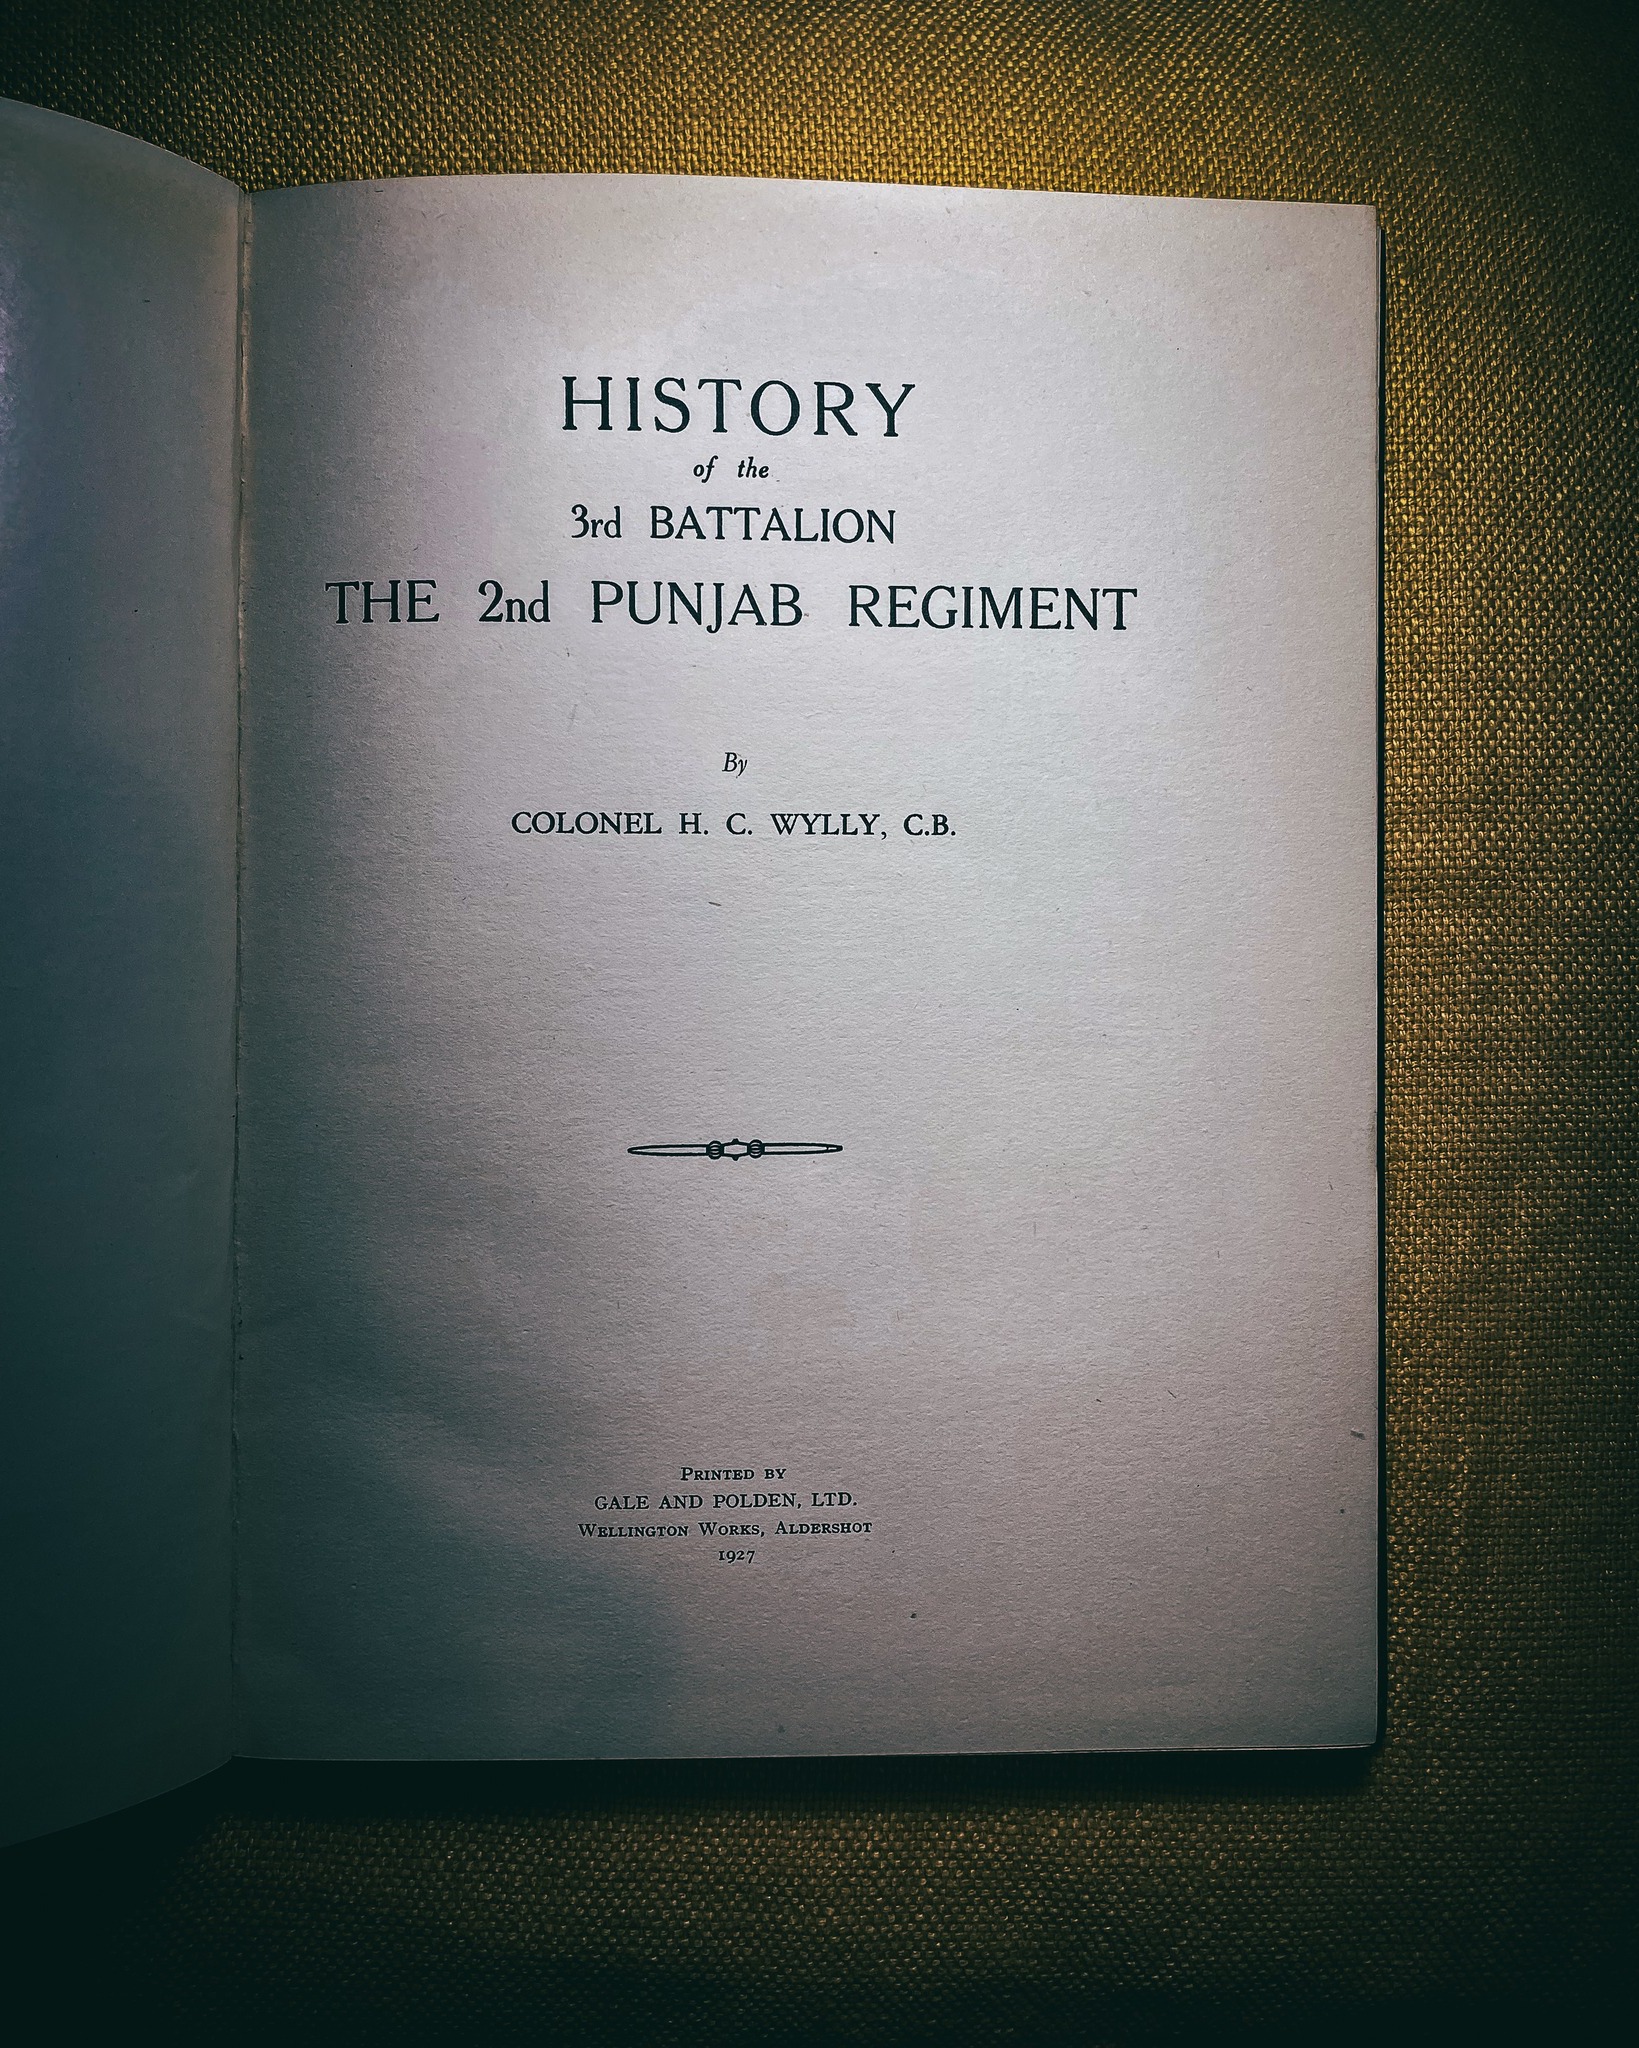 HISTORY
of the
3rd BATTALION
THE 2nd PUNJAB REGIMENT
By
COLONEL H. C. WYLLY, C.B.
PRINTED BY
GALE AND POLDEN, LTD.
WELLINGTON WORKS, ALDERSHOT
1927